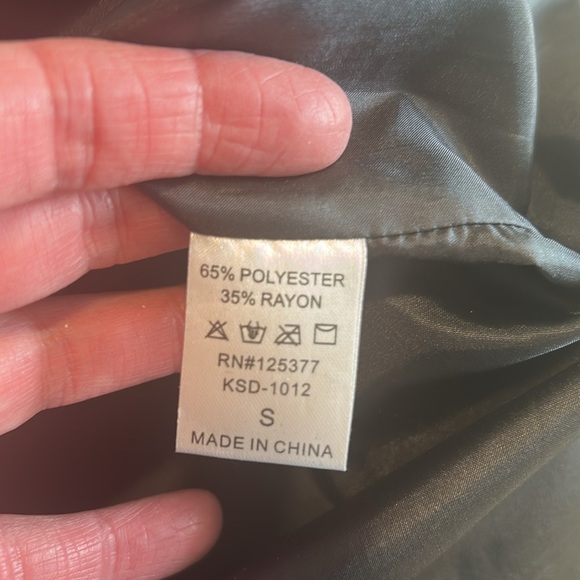 65% POLYESTER
35% RAYON
RN#125377
KSD-1012
S
MADE IN CHINA